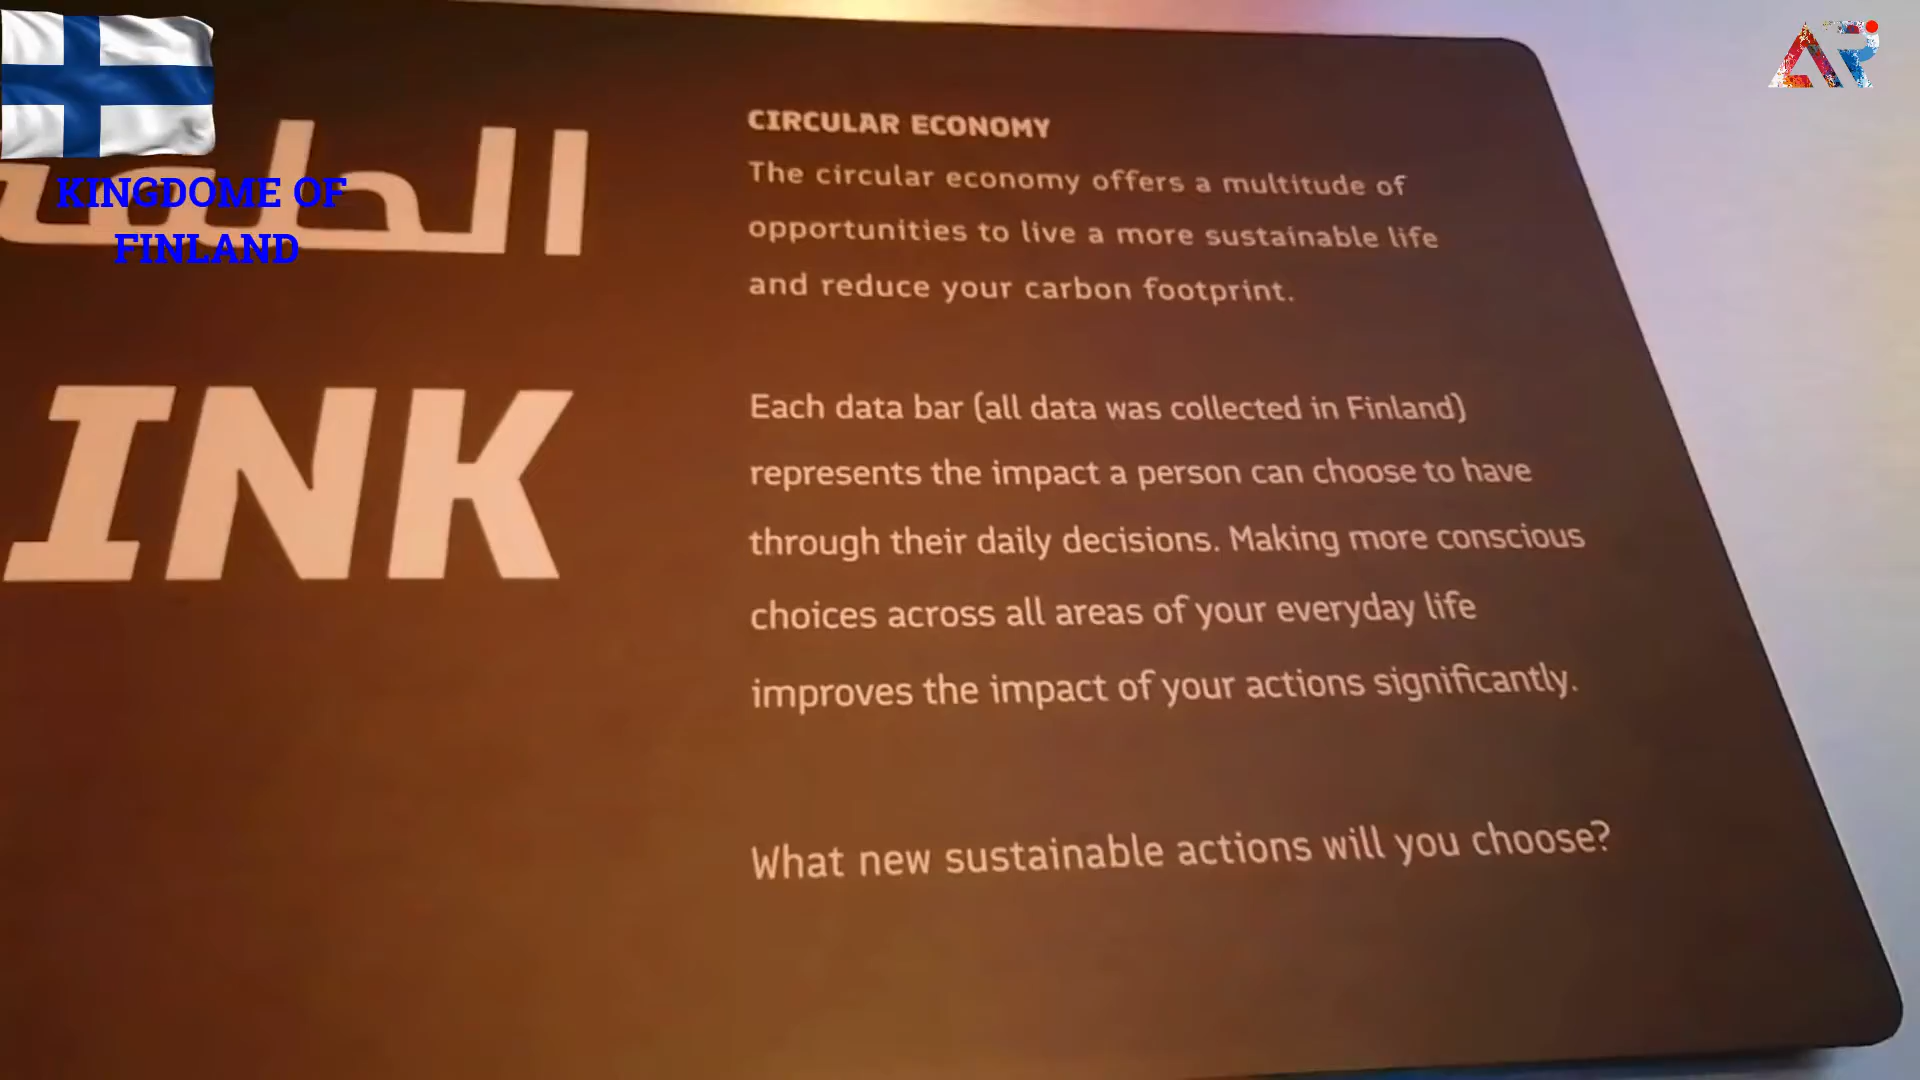 KINGDOME OF
FINLAND
INK
CIRCULAR ECONOMY
The circular economy offers a multitude of
opportunities to live a more sustainable life
and reduce your carbon footprint.
Each data bar (all data was collected in Finland)
represents the impact a person can choose to have
through their daily decisions. Making more conscious
choices across all areas of your everyday life
improves the impact of your actions significantly.
What new sustainable actions will you choose?
AR